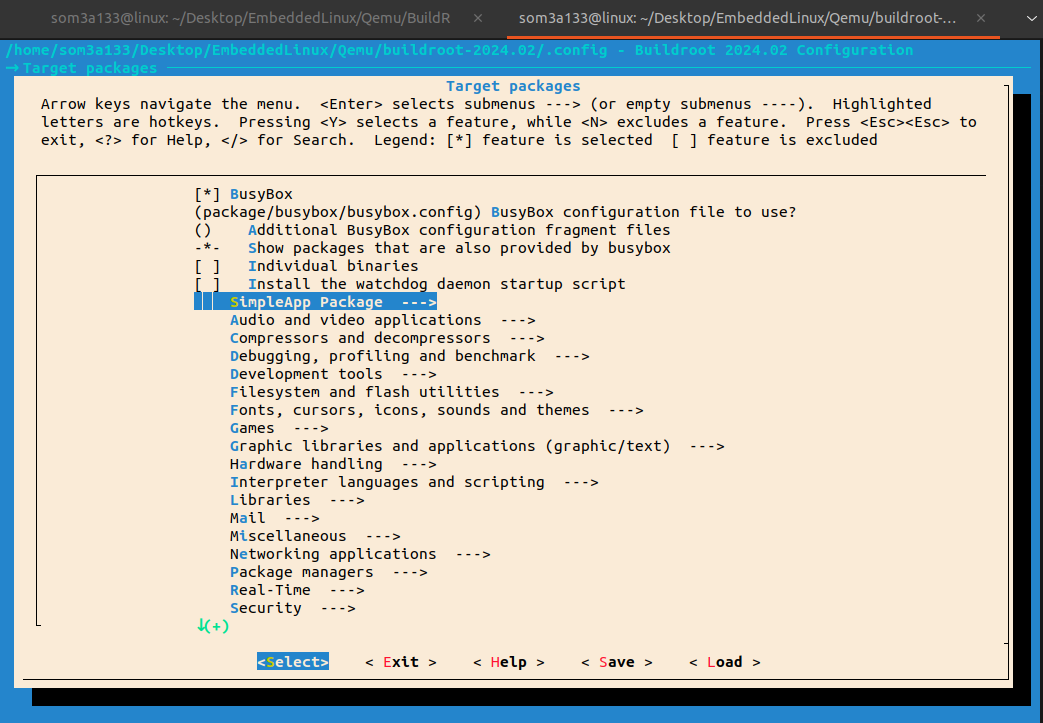 som3a133@linux: ~/Desktop/EmbeddedLinux/Qemu/BuildR × som3a133@linux: ~/Desktop/EmbeddedLinux/Qemu/buildroot-... ×
/home/som3a133/Desktop/EmbeddedLinux/Qemu/buildroot-2024.02/.config - Buildroot 2024.02 Configuration
→ Target packages
Target packages
Arrow keys navigate the menu.  <Enter> selects submenus ---> (or empty submenus ----).  Highlighted
letters are hotkeys.  Pressing <Y> selects a feature, while <N> excludes a feature.  Press <Esc><Esc> to
exit, <?> for Help, </> for Search.  Legend: [*] feature is selected  [ ] feature is excluded
[*] BusyBox
(package/busybox/busybox.config) BusyBox configuration file to use?
()    Additional BusyBox configuration fragment files
-*-   Show packages that are also provided by busybox
[ ]   Individual binaries
[ ]   Install the watchdog daemon startup script
SimpleApp Package  --->
Audio and video applications  --->
Compressors and decompressors  --->
Debugging, profiling and benchmark  --->
Development tools  --->
Filesystem and flash utilities  --->
Fonts, cursors, icons, sounds and themes  --->
Games  --->
Graphic libraries and applications (graphic/text)  --->
Hardware handling  --->
Interpreter languages and scripting  --->
Libraries  --->
Mail  --->
Miscellaneous  --->
Networking applications  --->
Package managers  --->
Real-Time  --->
Security  --->
↓(+)
<Select>    < Exit >    < Help >    < Save >    < Load >